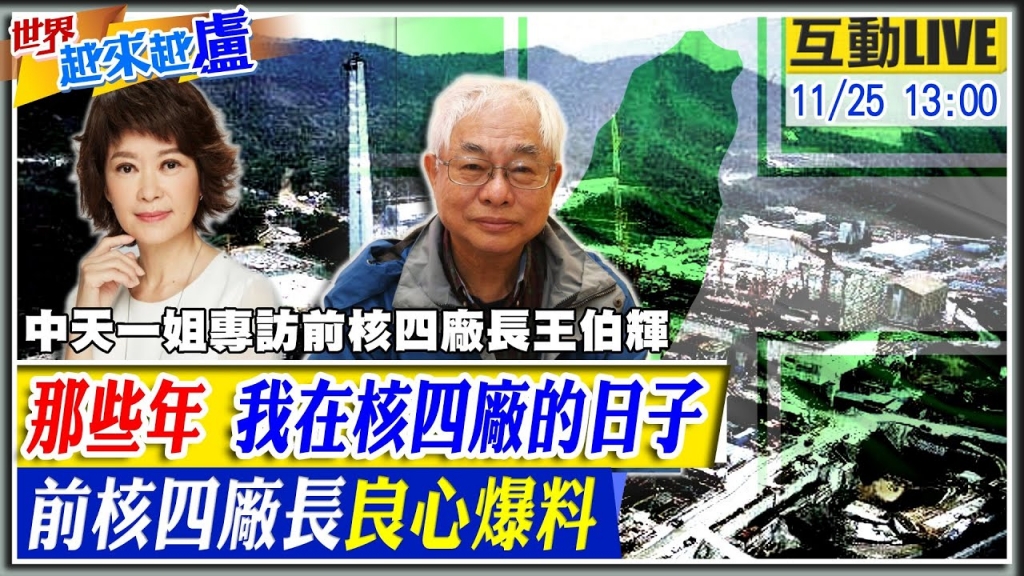 世界
越來越盧
互動LIVE
11/25 13:00
中天一姐專訪前核四廠長王伯輝
那些年 我在核四廠的日子
前核四廠長良心爆料